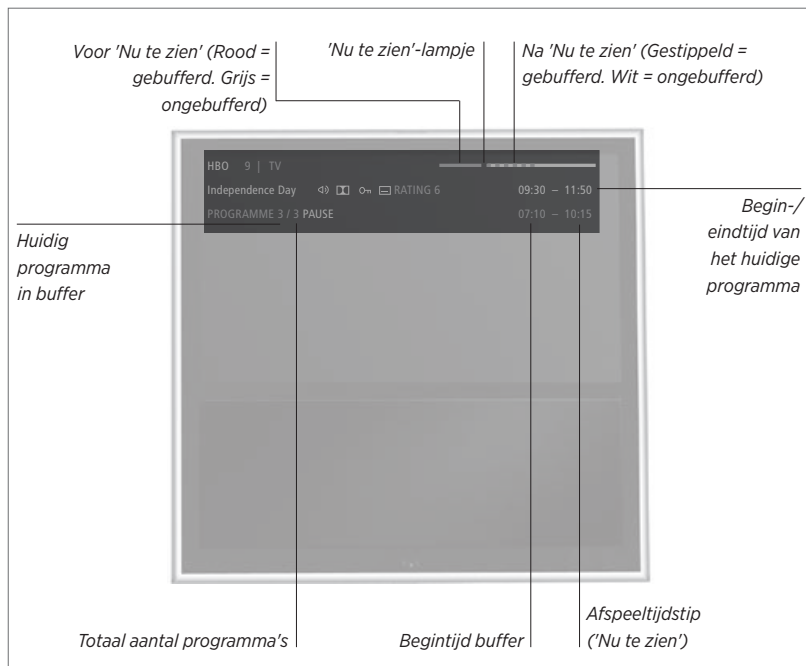 Voor 'Nu te zien' (Rood =
gebufferd. Grijs =
ongebufferd)
'Nu te zien'-lampje
Na 'Nu te zien' (Gestippeld =
gebufferd. Wit = ongebufferd)
HBO 9 | TV
Independence Day RATING 6 09:30 – 11:50
PROGRAMME 3 / 3 PAUSE 07:10 – 10:15
Huidig
programma
in buffer
Begin-/
eindtijd van
het huidige
programma
Totaal aantal programma's
Begintijd buffer
Afspeeltijdstip
('Nu te zien')